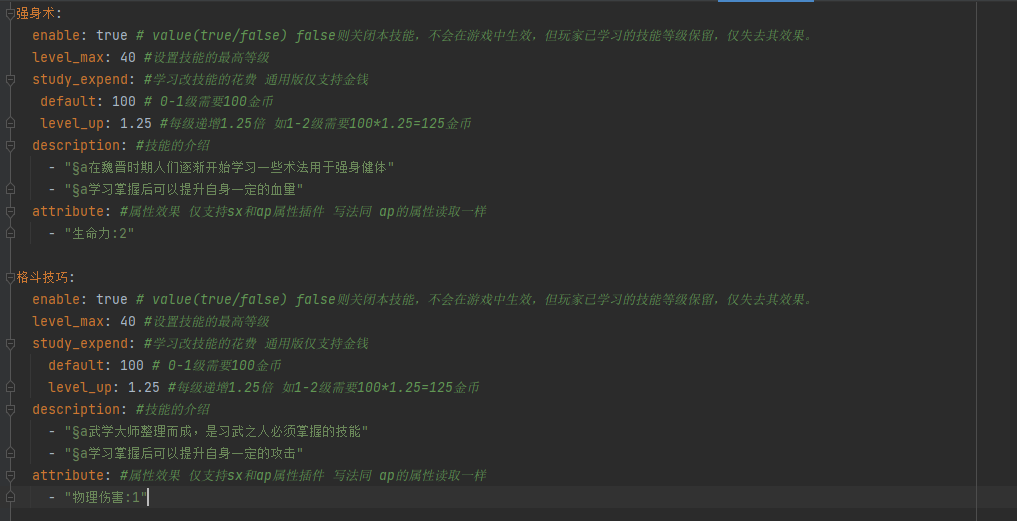 强身术:
enable: true # value(true/false) false则关闭本技能. 不会在游戏中生效，但玩家已学习的技能等级保留. 仅失去其效果。
level_max: 40 #设置技能的最高等级
study_expend: #学习改技能的花费 通用版仅支持金钱
default: 100 # 0-1级需要100金币
level_up: 1.25 #每级递增1.25倍 如1-2级需要100*1.25=125金币
description: #技能的介绍
- "§a在魏晋时期人们逐渐开始学习一些术法用于强身健体"
- "§a学习掌握后可以提升自身一定的血量"
attribute: #属性效果 仅支持sx和ap属性插件 写法同 ap的属性读取一样
- "生命力:2"
格斗技巧:
enable: true # value(true/false) false则关闭本技能. 不会在游戏中生效，但玩家已学习的技能等级保留. 仅失去其效果。
level_max: 40 #设置技能的最高等级
study_expend: #学习改技能的花费 通用版仅支持金钱
default: 100 # 0-1级需要100金币
level_up: 1.25 #每级递增1.25倍 如1-2级需要100*1.25=125金币
description: #技能的介绍
- "§a武学大师整理而成，是习武之人必须掌握的技能"
- "§a学习掌握后可以提升自身一定的攻击"
attribute: #属性效果 仅支持sx和ap属性插件 写法同 ap的属性读取一样
- "物理伤害:1"